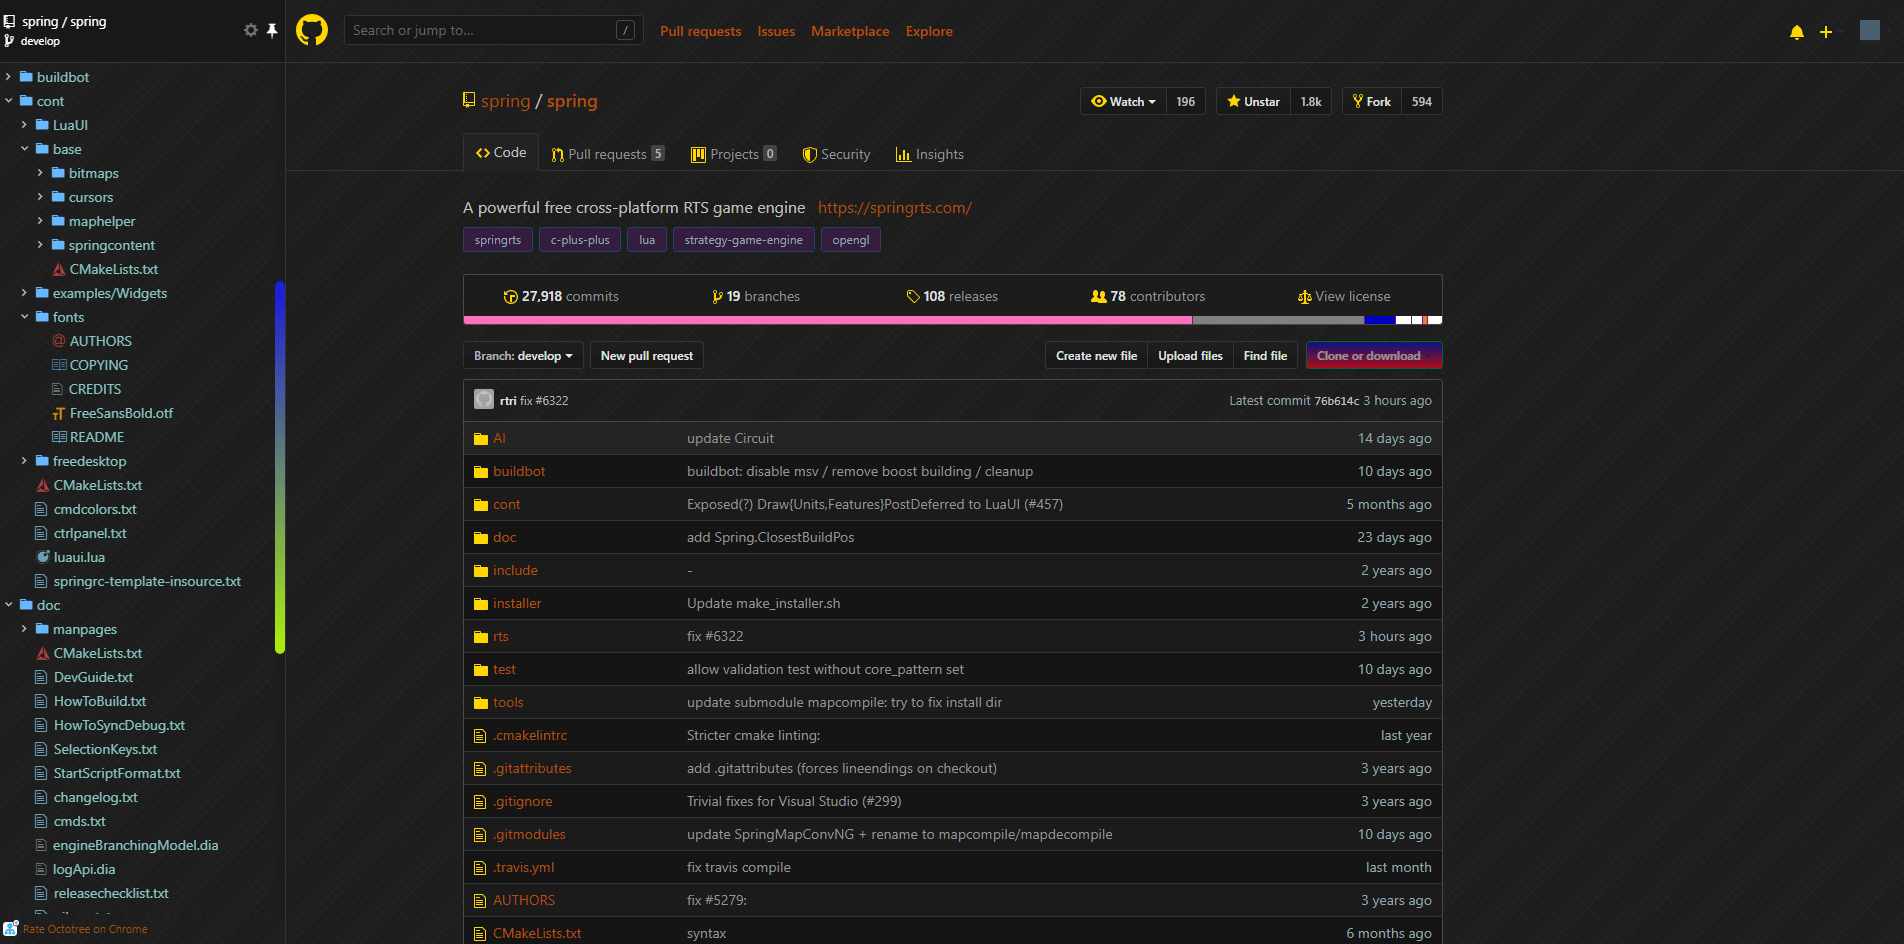 spring / spring
develop
buildbot
cont
LuaUI
base
bitmaps
cursors
maphelper
springcontent
CMakeLists.txt
examples/Widgets
fonts
AUTHORS
COPYING
CREDITS
FreeSansBold.otf
README
freedesktop
CMakeLists.txt
cmdcolors.txt
ctrlpanel.txt
luaui.lua
springrc-template-insource.txt
doc
manpages
CMakeLists.txt
DevGuide.txt
HowToBuild.txt
HowToSyncDebug.txt
SelectionKeys.txt
StartScriptFormat.txt
changelog.txt
cmds.txt
engineBranchingModel.dia
logApi.dia
releasechecklist.txt
Rate Octotree on Chrome
Search or jump to... / Pull requests Issues Marketplace Explore
spring / spring Watch 196 Unstar 1.8k Fork 594
Code Pull requests 5 Projects 0 Security Insights
A powerful free cross-platform RTS game engine https://springrts.com/
springrts c-plus-plus lua strategy-game-engine opengl
27,918 commits 19 branches 108 releases 78 contributors View license
Branch: develop New pull request Create new file Upload files Find file Clone or download
rtri fix #6322 Latest commit 76b614c 3 hours ago
AI update Circuit 14 days ago
buildbot buildbot: disable msv / remove boost building / cleanup 10 days ago
cont Exposed(?) Draw{Units,Features}PostDeferred to LuaUI (#457) 5 months ago
doc add Spring.ClosestBuildPos 23 days ago
include - 2 years ago
installer Update make_installer.sh 2 years ago
rts fix #6322 3 hours ago
test allow validation test without core_pattern set 10 days ago
tools update submodule mapcompile: try to fix install dir yesterday
.cmakelintrc Stricter cmake linting: last year
.gitattributes add .gitattributes (forces lineendings on checkout) 3 years ago
.gitignore Trivial fixes for Visual Studio (#299) 3 years ago
.gitmodules update SpringMapConvNG + rename to mapcompile/mapdecompile 10 days ago
.travis.yml fix travis compile last month
AUTHORS fix #5279: 3 years ago
CMakeLists.txt syntax 6 months ago